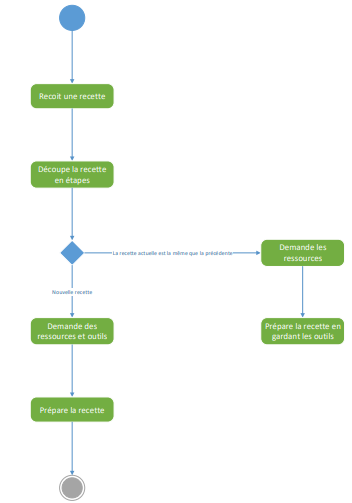 Recoit une recette
Découpe la recette
en étapes
La recette actuelle est la même que la précédente
Demande les
ressources
Nouvelle recette
Demande des
ressources et outils
Prépare la recette en
gardant les outils
Prépare la recette